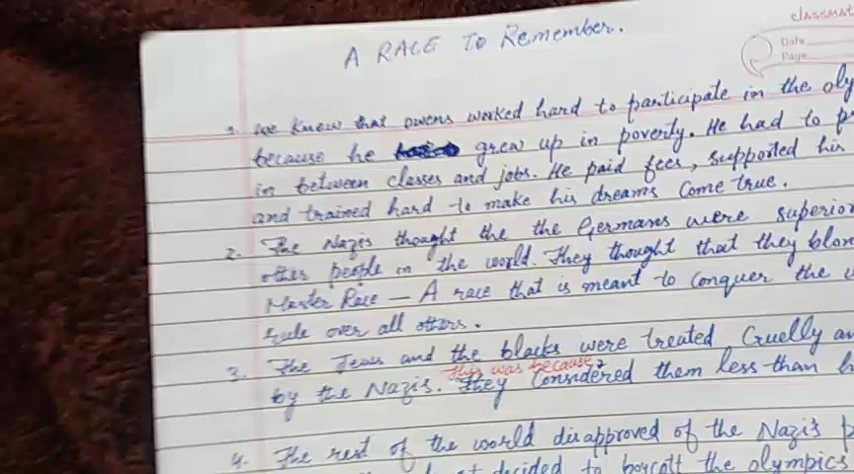 classmat
Date
Page
A RACE TO Remember.
1. we know that owens worked hard to participate in the oly
because he grew up in poverty. He had to p
in between classes and jobs. He paid fees, supported his
and trained hard to make his dreams come true.
2. The Nazis thought the the Germans were superior
other people in the world. They thought that they blon
Master Race — A race that is meant to conquer the w
rule over all others.
3. The Jews and the blacks were treated Cruelly an
this was because
by the Nazis. They Considered them less than h
4. The rest of the world disapproved of the Nazi's p
decided to boycott the olympics